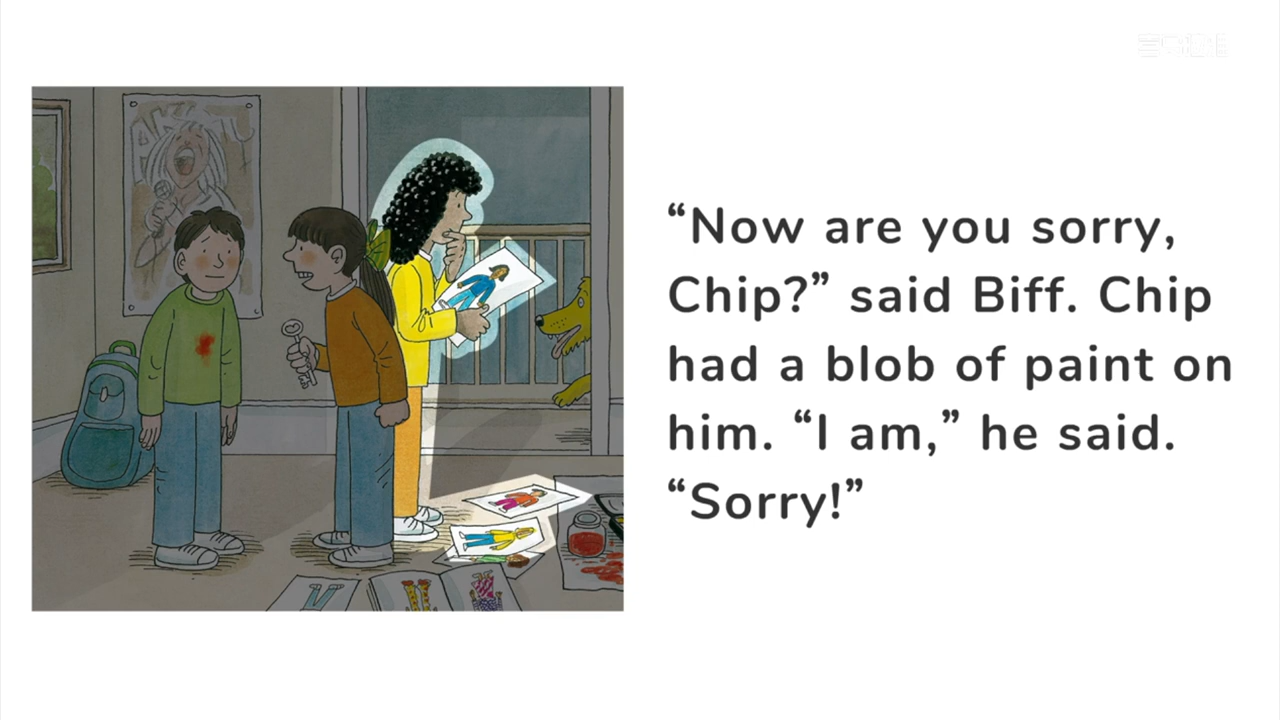 “Now are you sorry,
Chip?” said Biff. Chip
had a blob of paint on
him. “I am,” he said.
“Sorry!”